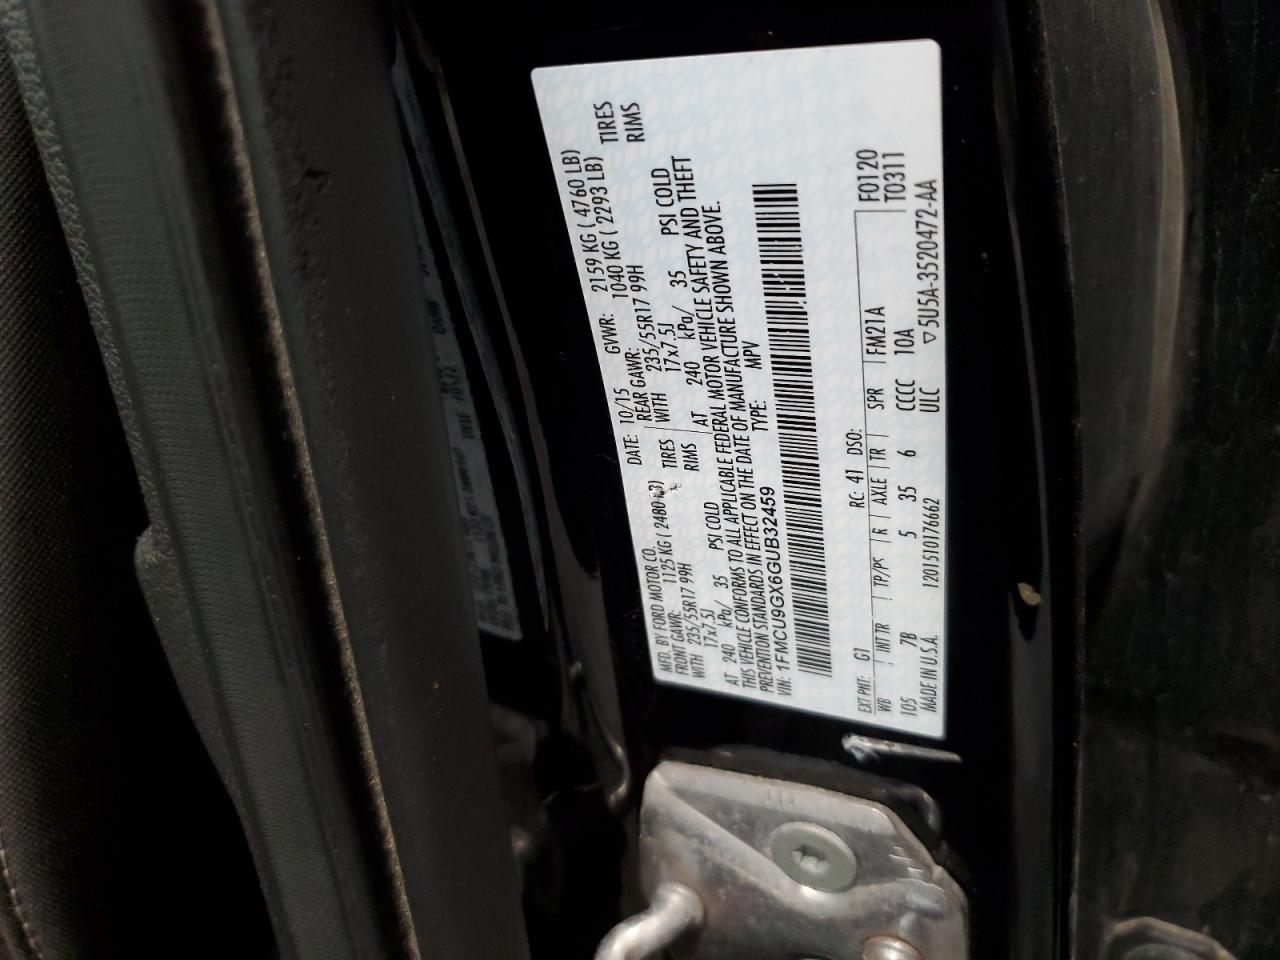 MFD. BY FORD MOTOR CO.
DATE: 10/15 GVWR: 2159 KG ( 4760 LB)
FRONT GAWR: 1125 KG ( 2480 LB) REAR GAWR: 1040 KG ( 2293 LB)
WITH 235/55R17 99H TIRES WITH 235/55R17 99H TIRES
17x7.5J RIMS 17x7.5J RIMS
AT 240 kPa/ 35 PSI COLD AT 240 kPa/ 35 PSI COLD
THIS VEHICLE CONFORMS TO ALL APPLICABLE FEDERAL MOTOR VEHICLE SAFETY AND THEFT
PREVENTION STANDARDS IN EFFECT ON THE DATE OF MANUFACTURE SHOWN ABOVE.
VIN: 1FMCU9GX6GUB32459 TYPE: MPV
EXT PNT: G1 RC: 41 DSO: F0120
WB INT TR TP/PS R AXLE TR SPR FM21A T0311
105 7B 5 35 6 CCCC 10A
MADE IN U.S.A. 1201510176662 ULC ▽5U5A-3520472-AA